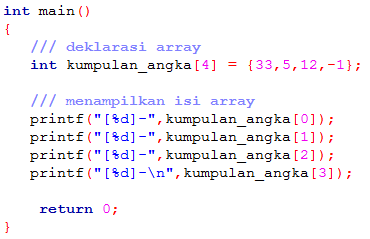 int main()
{
/// deklarasi array
int kumpulan_angka[4] = {33,5,12,-1};
/// menampilkan isi array
printf("[%d]-",kumpulan_angka[0]);
printf("[%d]-",kumpulan_angka[1]);
printf("[%d]-",kumpulan_angka[2]);
printf("[%d]-\n",kumpulan_angka[3]);
return 0;
}